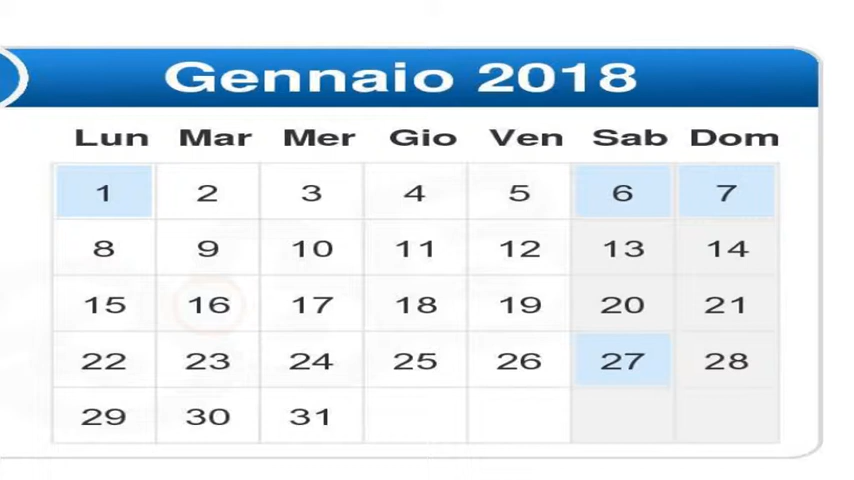 Gennaio 2018
Lun Mar Mer Gio Ven Sab Dom
1 2 3 4 5 6 7
8 9 10 11 12 13 14
15 16 17 18 19 20 21
22 23 24 25 26 27 28
29 30 31